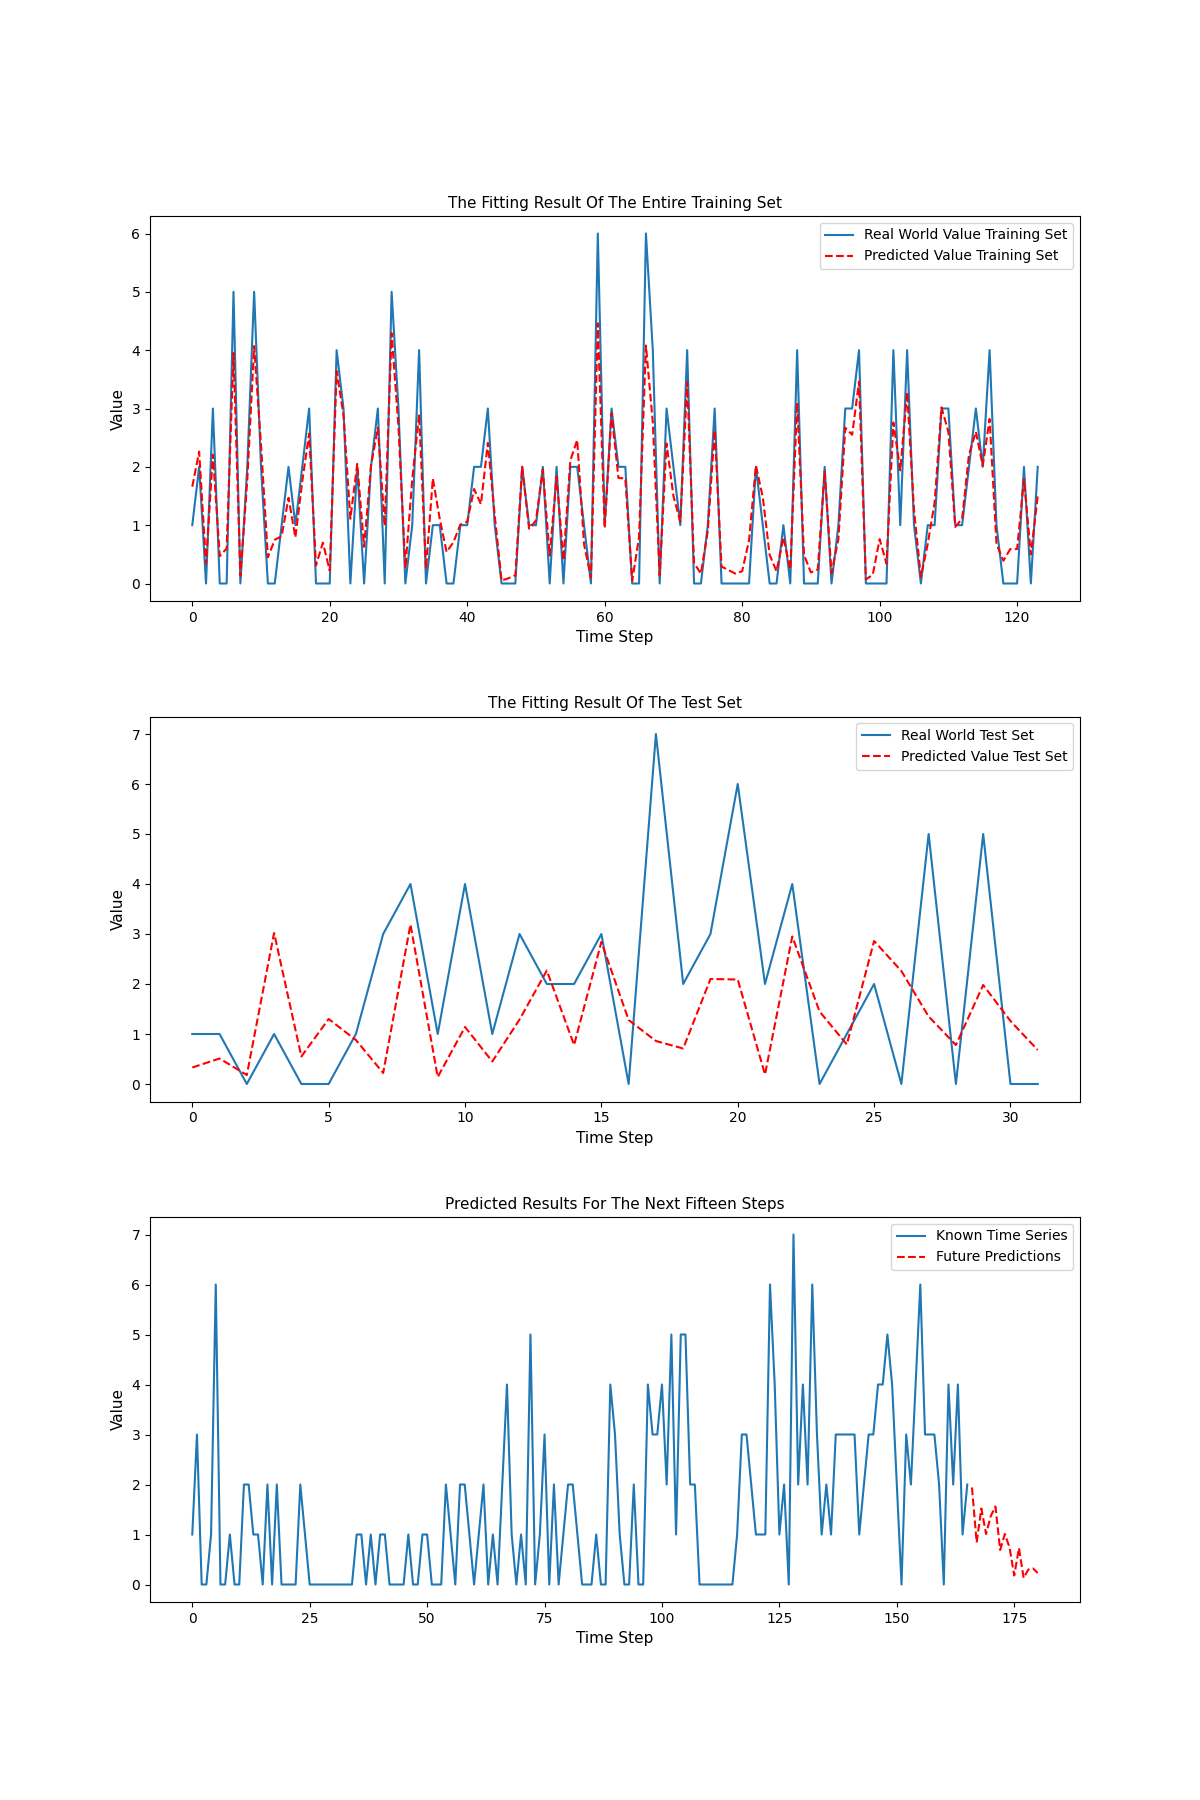 The Fitting Result Of The Entire Training Set
Real World Value Training Set
Predicted Value Training Set
Value
6
5
4
3
2
1
0
0 20 40 60 80 100 120
Time Step
The Fitting Result Of The Test Set
Real World Test Set
Predicted Value Test Set
Value
7
6
5
4
3
2
1
0
0 5 10 15 20 25 30
Time Step
Predicted Results For The Next Fifteen Steps
Known Time Series
Future Predictions
Value
7
6
5
4
3
2
1
0
0 25 50 75 100 125 150 175
Time Step